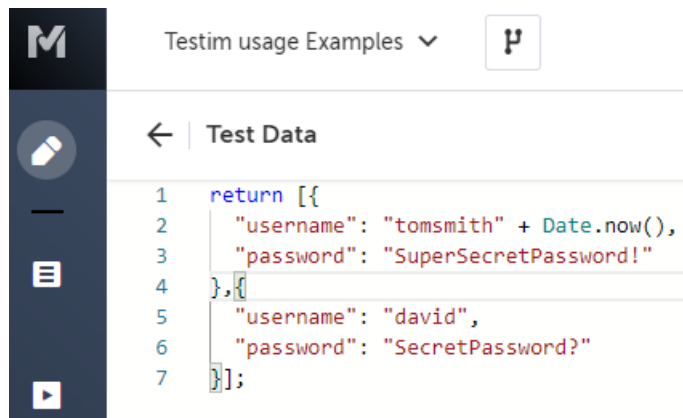 Testim usage Examples
Test Data
1 return [{
2   "username": "tomsmith" + Date.now(),
3   "password": "SuperSecretPassword!"
4 },{
5   "username": "david",
6   "password": "SecretPassword?"
7 }];